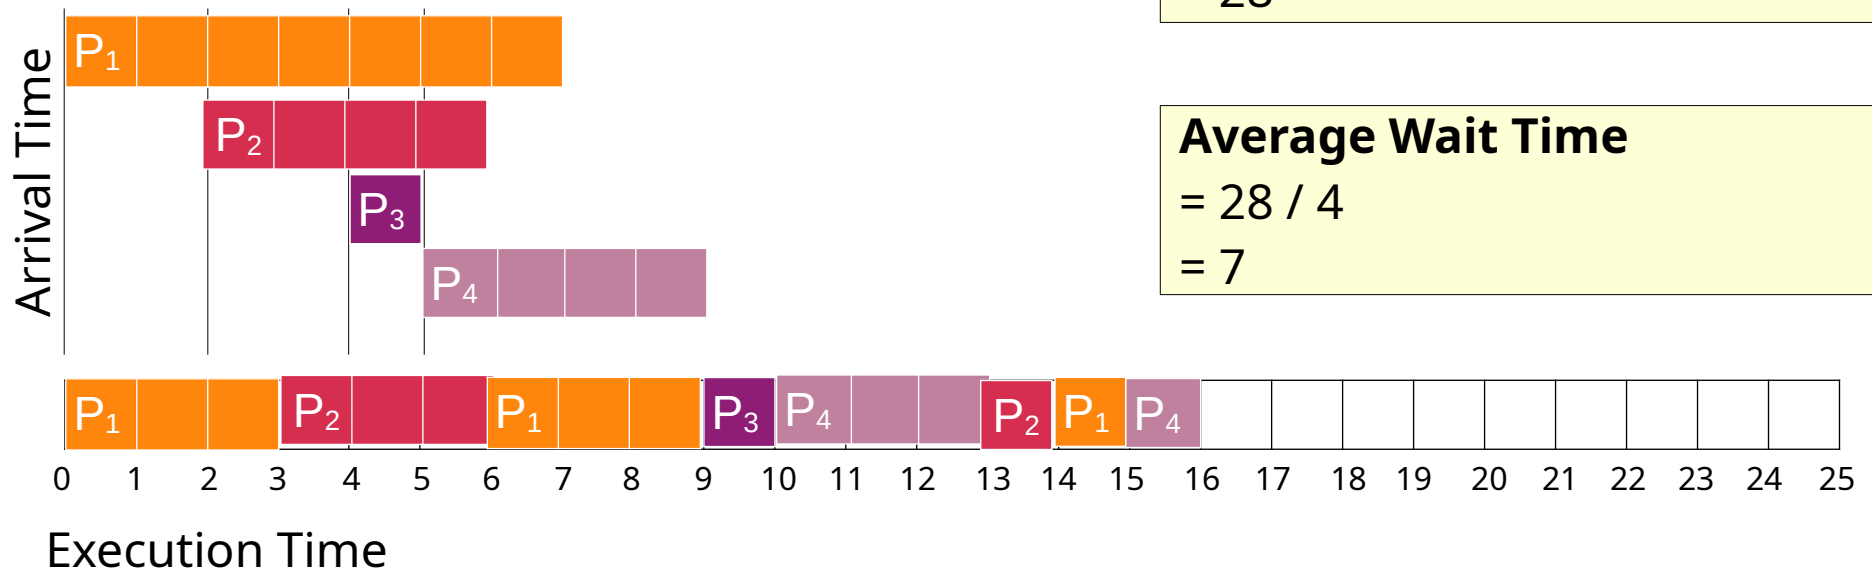 28
Arrival Time
P1
P2
P3
P4
Average Wait Time
= 28 / 4
= 7
P1 P2 P1 P3 P4 P2 P1 P4
0 1 2 3 4 5 6 7 8 9 10 11 12 13 14 15 16 17 18 19 20 21 22 23 24 25
Execution Time